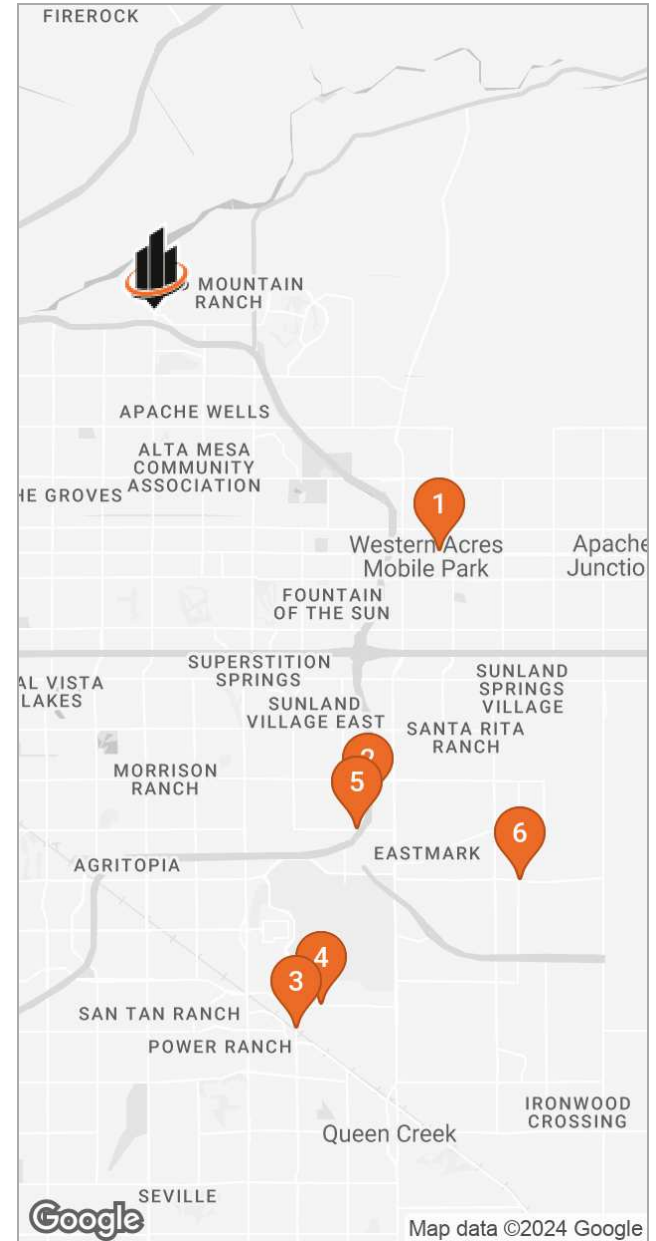 FIREROCK
MOUNTAIN
RANCH
APACHE WELLS
ALTA MESA
COMMUNITY
ASSOCIATION
HE GROVES
1
Western Acres
Mobile Park
Apache
Junctio
FOUNTAIN
OF THE SUN
SUPERSTITION
SPRINGS
AL VISTA
LAKES
SUNLAND
SPRINGS
VILLAGE
SUNLAND
VILLAGE EAST
SANTA RITA
RANCH
2
5
MORRISON
RANCH
6
EASTMARK
AGRITOPIA
4
3
SAN TAN RANCH
POWER RANCH
IRONWOOD
CROSSING
Queen Creek
SEVILLE
Google
Map data ©2024 Google